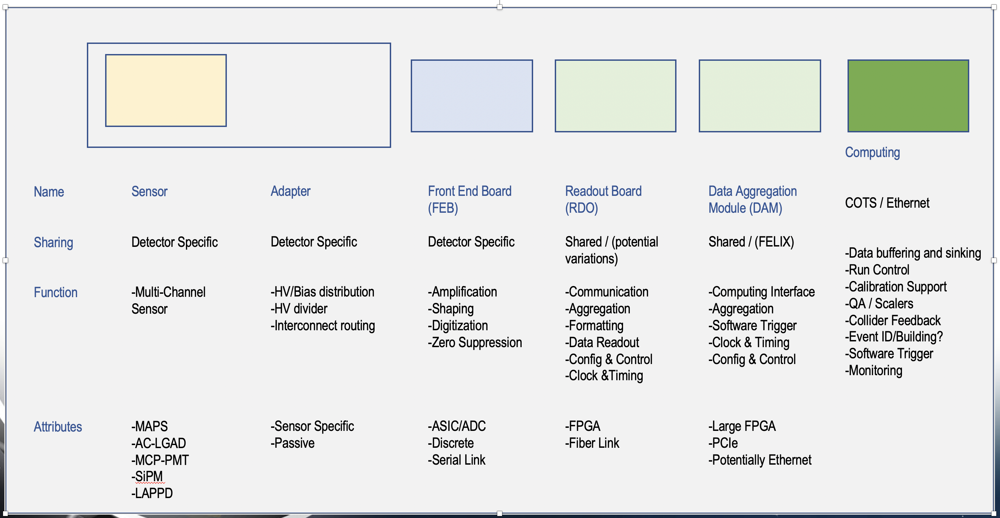 Computing
Name
Sensor
Adapter
Front End Board
(FEB)
Readout Board
(RDO)
Data Aggregation
Module (DAM)
COTS / Ethernet
Sharing
Detector Specific
Detector Specific
Detector Specific
Shared / (potential
variations)
Shared / (FELIX)
-Data buffering and sinking
-Run Control
-Calibration Support
-QA / Scalers
-Collider Feedback
-Event ID/Building?
-Software Trigger
-Monitoring
Function
-Multi-Channel
Sensor
-HV/Bias distribution
-HV divider
-Interconnect routing
-Amplification
-Shaping
-Digitization
-Zero Suppression
-Communication
-Aggregation
-Formatting
-Data Readout
-Config & Control
-Clock &Timing
-Computing Interface
-Aggregation
-Software Trigger
-Clock & Timing
-Config & Control
Attributes
-MAPS
-AC-LGAD
-MCP-PMT
-SiPM
-LAPPD
-Sensor Specific
-Passive
-ASIC/ADC
-Discrete
-Serial Link
-FPGA
-Fiber Link
-Large FPGA
-PCIe
-Potentially Ethernet